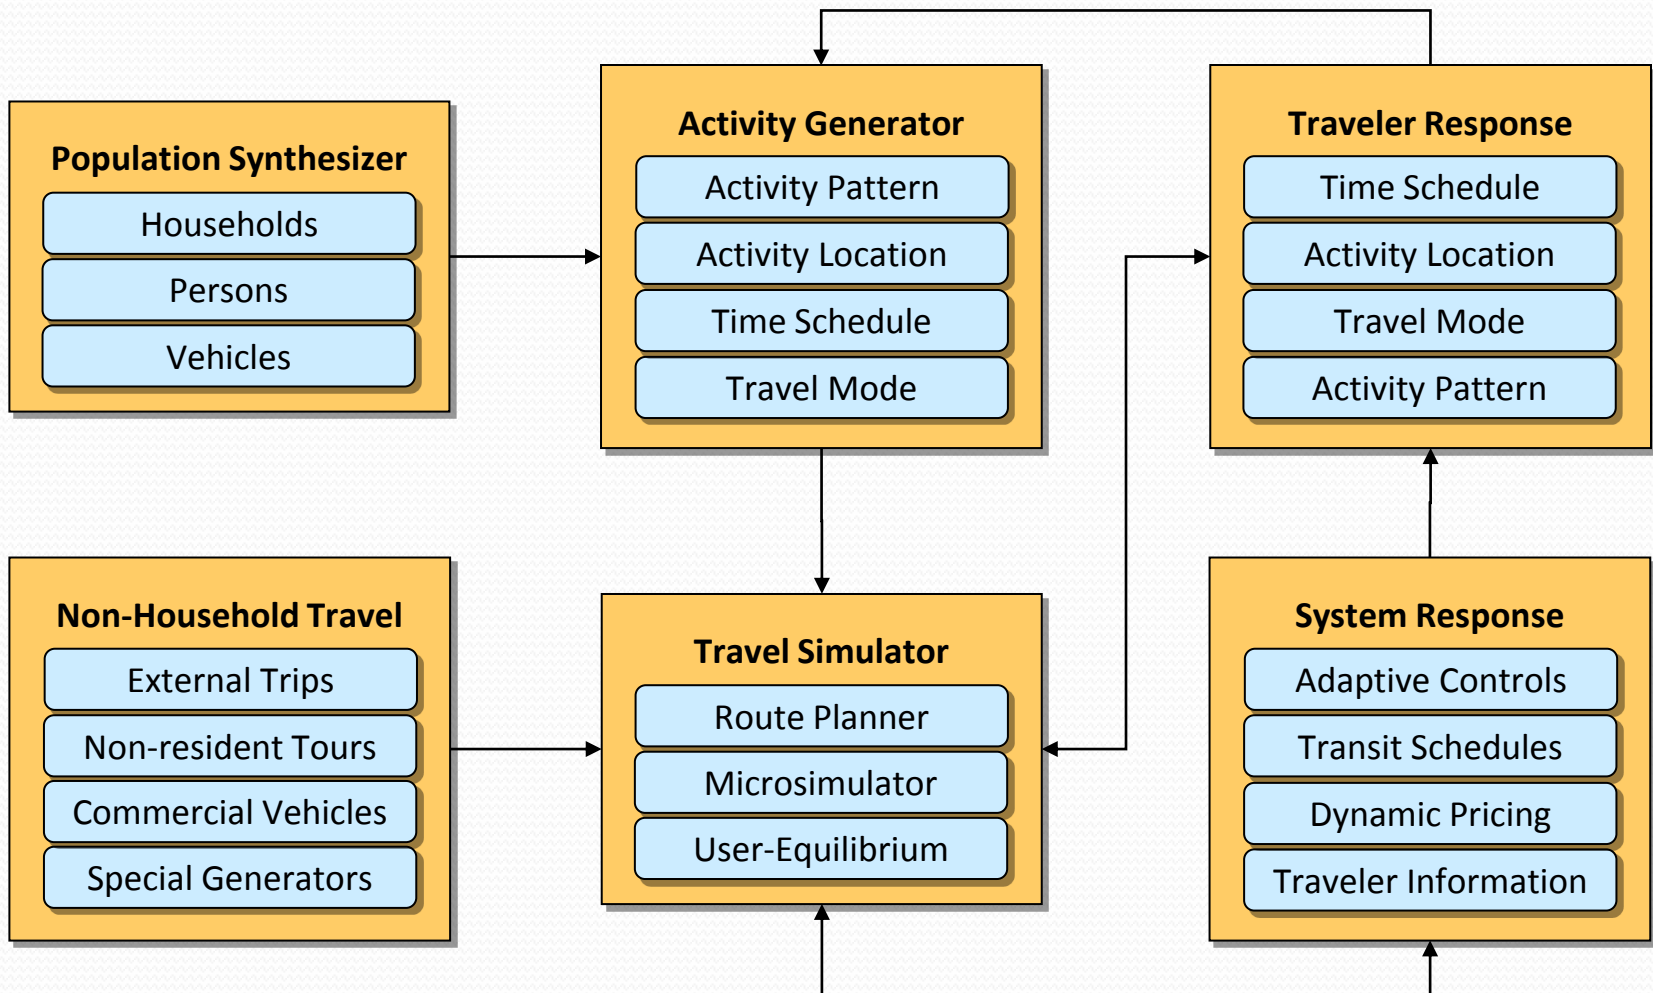 Population Synthesizer
Households
Persons
Vehicles
Activity Generator
Activity Pattern
Activity Location
Time Schedule
Travel Mode
Traveler Response
Time Schedule
Activity Location
Travel Mode
Activity Pattern
Non-Household Travel
External Trips
Non-resident Tours
Commercial Vehicles
Special Generators
Travel Simulator
Route Planner
Microsimulator
User-Equilibrium
System Response
Adaptive Controls
Transit Schedules
Dynamic Pricing
Traveler Information